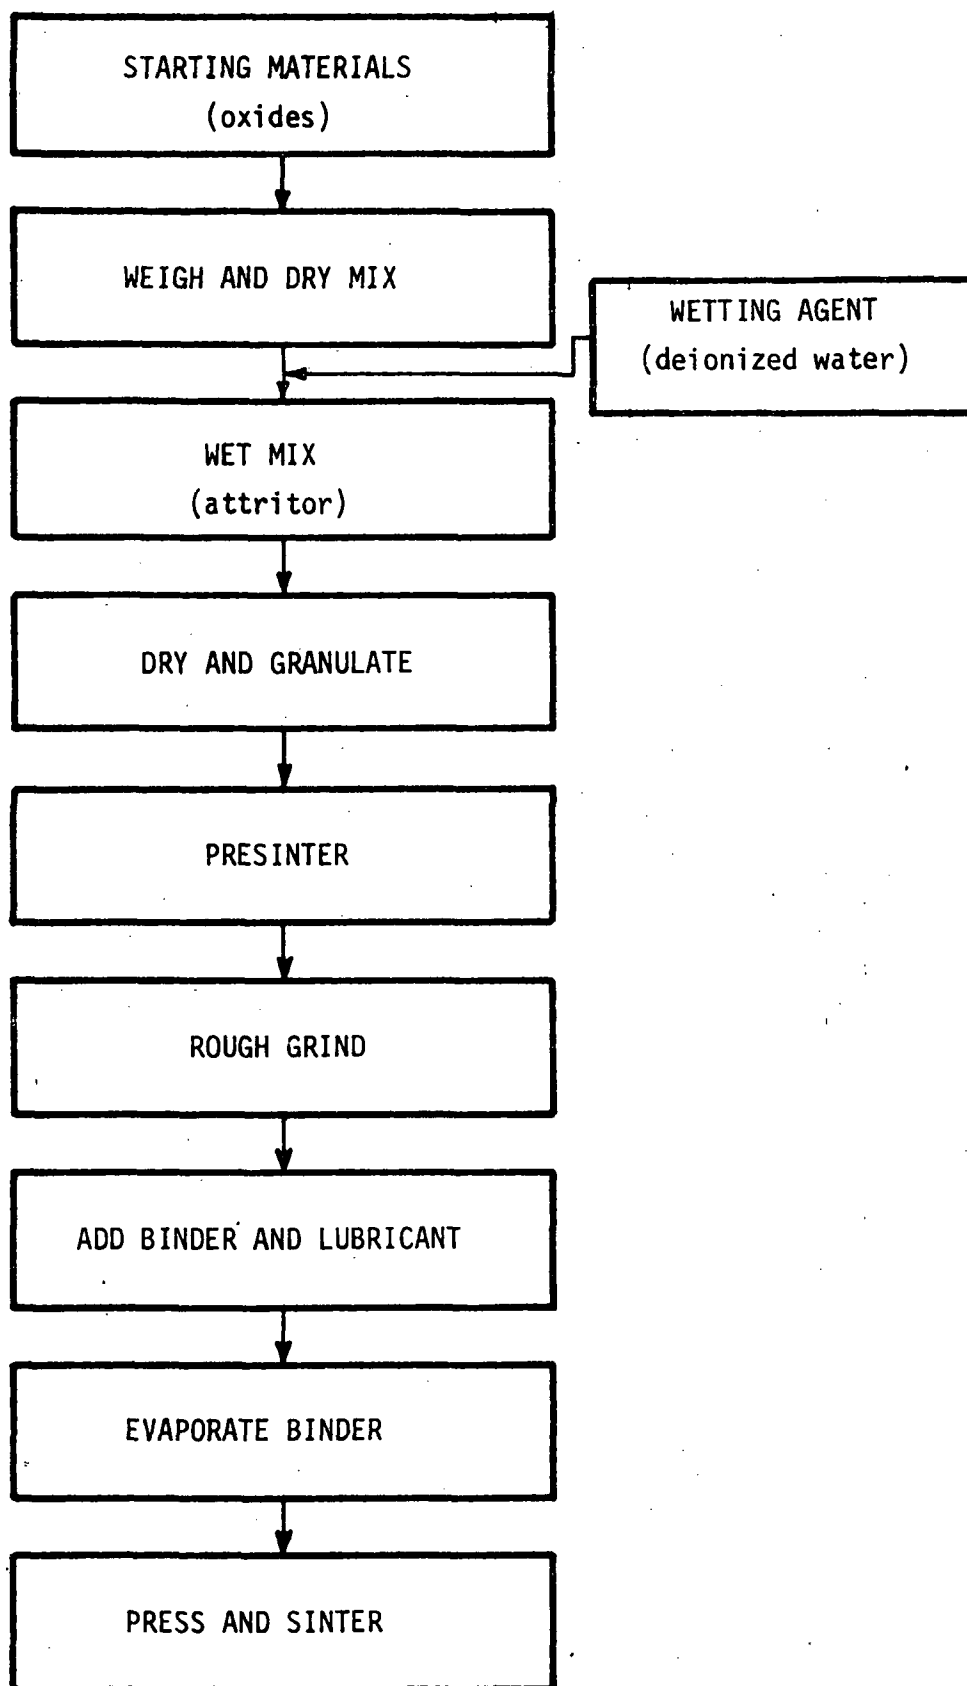 STARTING MATERIALS
(oxides)
WEIGH AND DRY MIX
WETTING AGENT
(deionized water)
WET MIX
(attritor)
DRY AND GRANULATE
PRESINTER
ROUGH GRIND
ADD BINDER AND LUBRICANT
EVAPORATE BINDER
PRESS AND SINTER